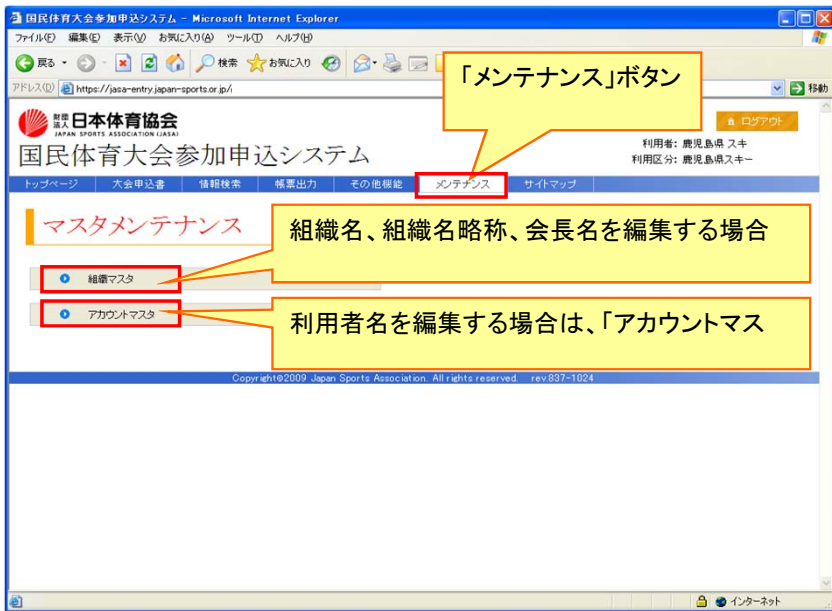 国民体育大会参加申込システム - Microsoft Internet Explorer
ファイル(F) 編集(E) 表示(V) お気に入り(A) ツール(T) ヘルプ(H)
戻る 検索 お気に入り
アドレス(D) https://jasa-entry.japan-sports.or.jp/ 移動
「メンテナンス」ボタン
財団法人 日本体育協会
JAPAN SPORTS ASSOCIATION (JASA)
ログアウト
国民体育大会参加申込システム
利用者: 鹿児島県 スキ
利用区分: 鹿児島県スキー
トップページ 大会申込書 情報検索 帳票出力 その他機能 メンテナンス サイトマップ
マスタメンテナンス
組織名、組織名略称、会長名を編集する場合
組織マスタ
アカウントマスタ
利用者名を編集する場合は、「アカウントマス
Copyright©2009 Japan Sports Association. All rights reserved. rev.837-1024
インターネット